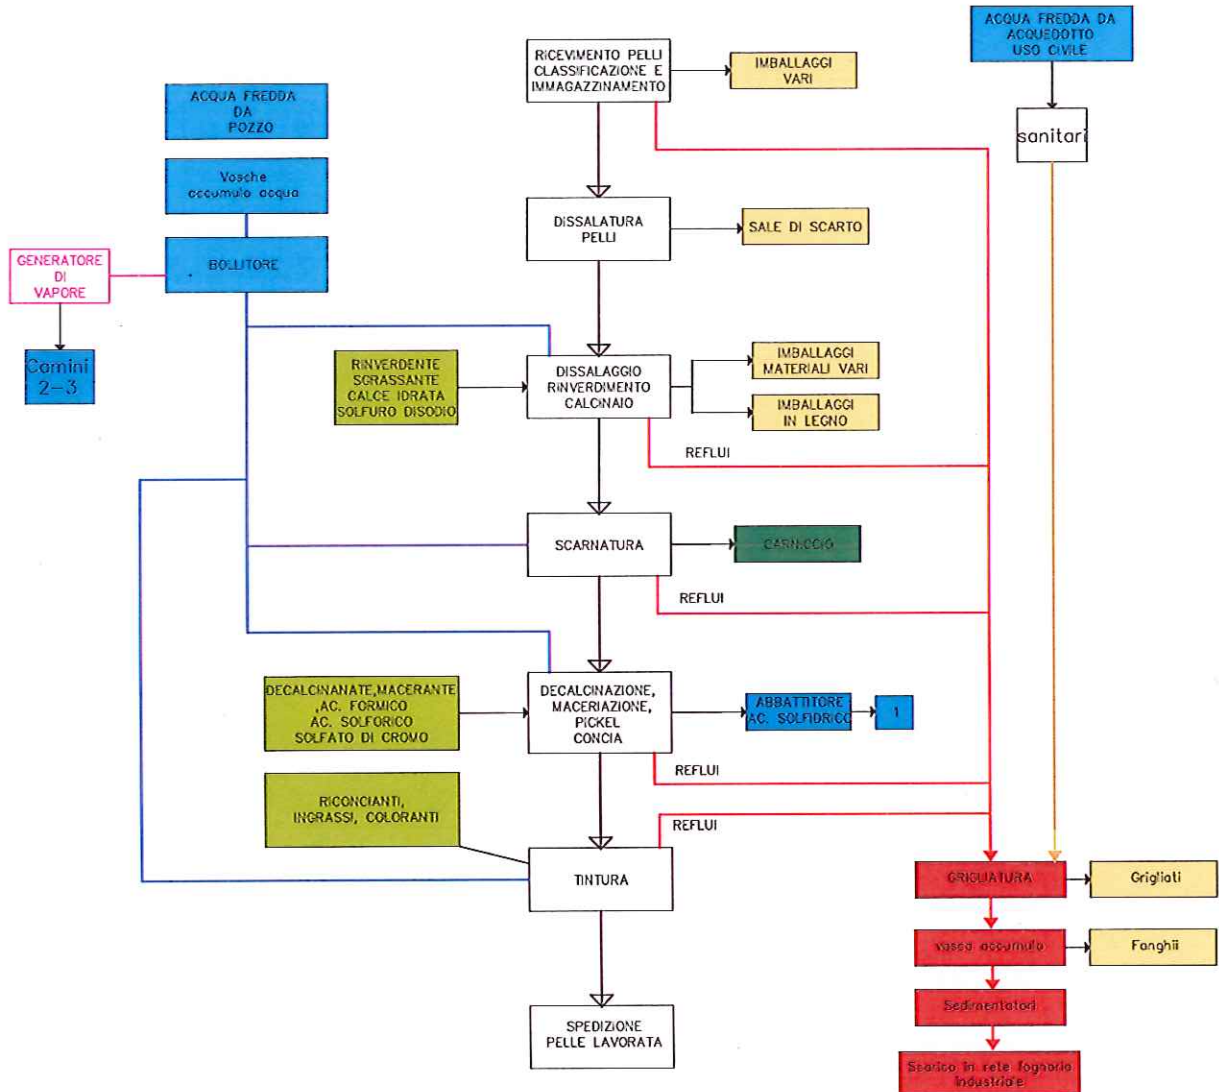 ACQUA FREDDA DA
ACQUEDOTTO
USO CIVILE
RICEVIMENTO PELLI
CLASSIFICAZIONE E
IMMAGAZZINAMENTO
IMBALLAGGI
VARI
ACQUA FREDDA
DA
POZZO
sanitari
Vasche
accumulo acqua
DISSALATURA
PELLI
SALE DI SCARTO
GENERATORE
DI
VAPORE
BOLLITORE
Camini
2-3
RINVERDENTE
SGRASSANTE
CALCE IDRATA
SOLFURO DISODIO
DISSALAGGIO
RINVERDIMENTO
CALCINAIO
IMBALLAGGI
MATERIALI VARI
IMBALLAGGI
IN LEGNO
REFLUI
SCARNATURA
CARNICCIO
REFLUI
DECALCINANATE,MACERANTE
,AC. FORMICO
AC. SOLFORICO
SOLFATO DI CROMO
DECALCINAZIONE,
MACERIAZIONE,
PICKEL
CONCIA
ABBATTITORE
AC. SOLFIDRICO
1
REFLUI
RICONCIANTI,
INGRASSI, COLORANTI
REFLUI
TINTURA
GRIGLIATURA
Grigliati
vasca accumulo
Fanghii
Sedimentatori
SPEDIZIONE
PELLE LAVORATA
Scarico in rete fognaria
industriale